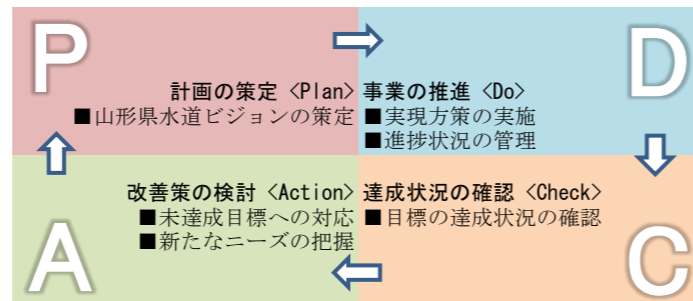 P
計画の策定 <Plan>
■山形県水道ビジョンの策定
D
事業の推進 <Do>
■実現方策の実施
■進捗状況の管理
A
改善策の検討 <Action>
■未達成目標への対応
■新たなニーズの把握
C
達成状況の確認 <Check>
■目標の達成状況の確認